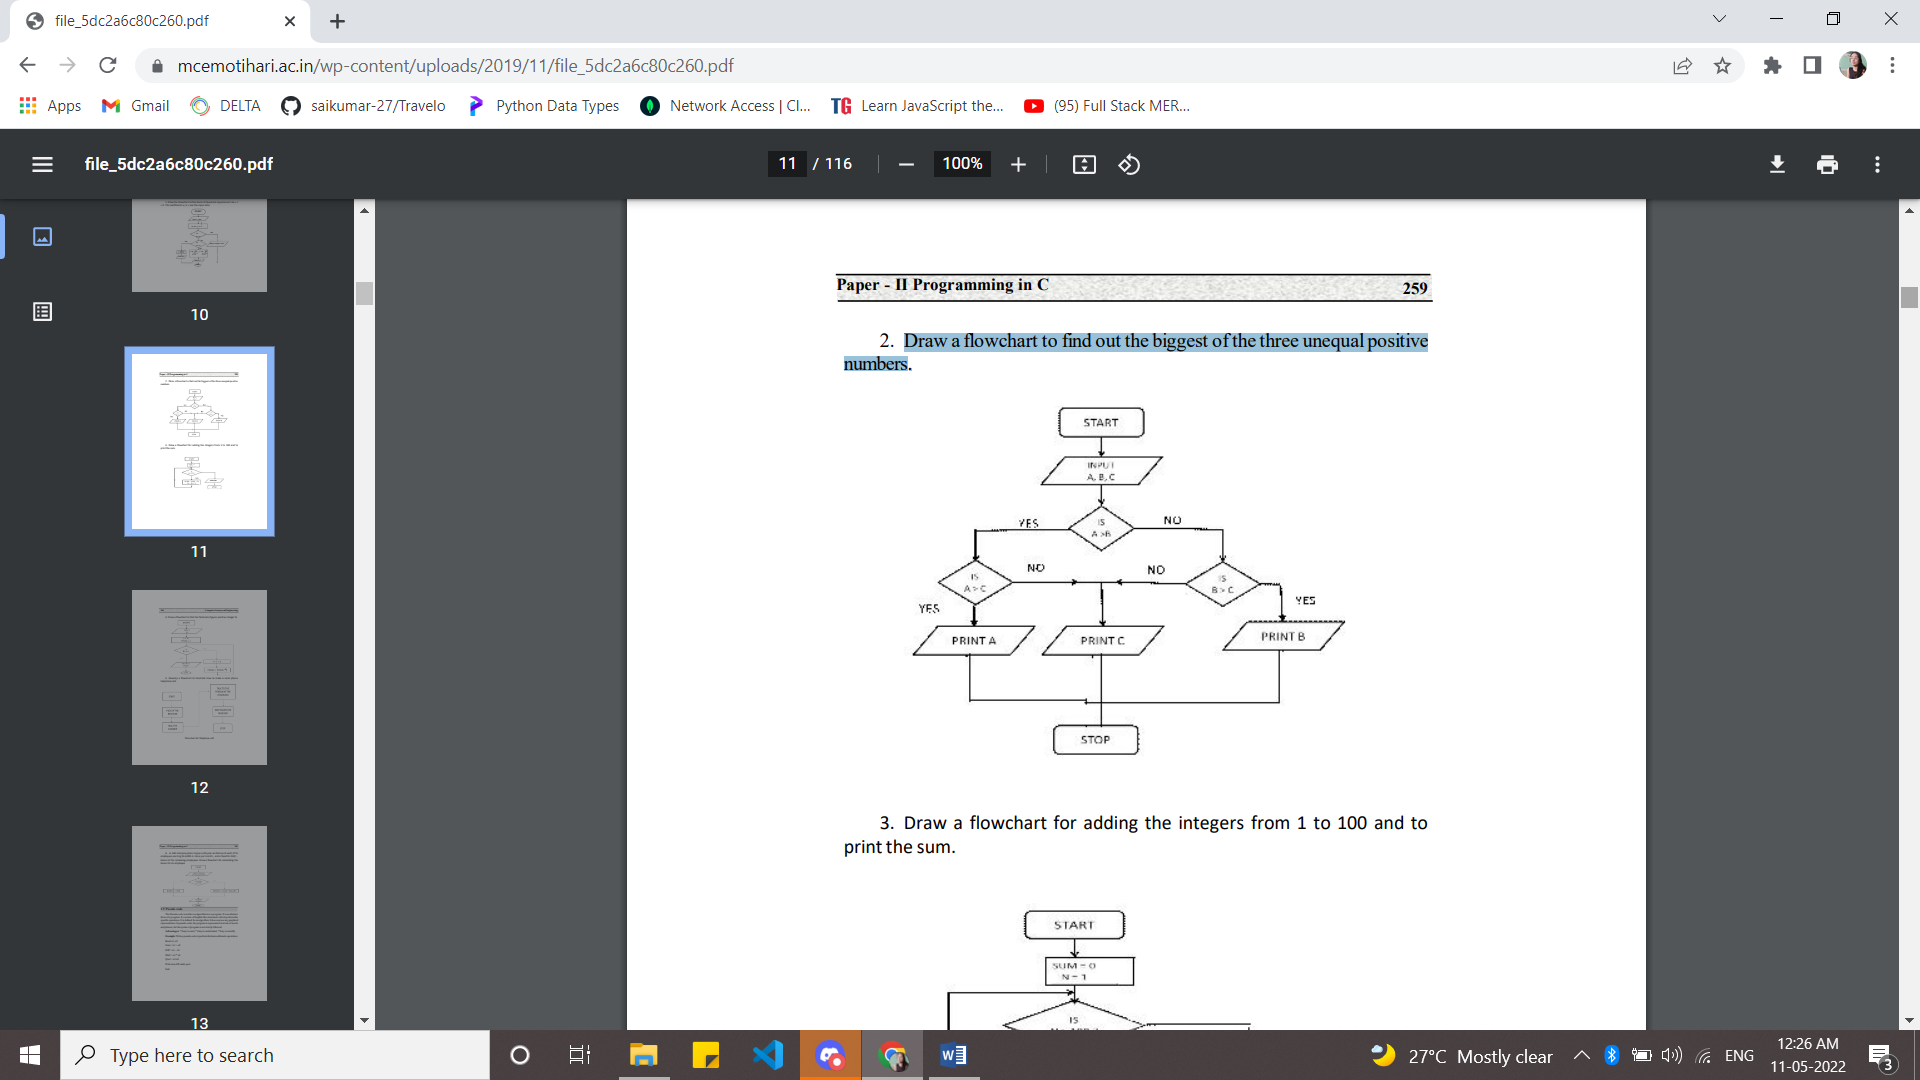 file_5dc2a6c80c260.pdf
mcemotihari.ac.in/wp-content/uploads/2019/11/file_5dc2a6c80c260.pdf
Apps Gmail DELTA saikumar-27/Travelo Python Data Types Network Access | Cl... TG Learn JavaScript the... (95) Full Stack MER...
file_5dc2a6c80c260.pdf 11 / 116 100%
10
11
12
13
Paper - II Programming in C 259
2. Draw a flowchart to find out the biggest of the three unequal positive
numbers.
START
INPUT
A, B, C
IS
A >B
YES
NO
IS
A > C
NO
NO
IS
B > C
YES
YES
PRINT A
PRINT C
PRINT B
STOP
3. Draw a flowchart for adding the integers from 1 to 100 and to
print the sum.
START
SUM = 0
N = 1
IS
Type here to search
27°C Mostly clear
ENG
12:26 AM
11-05-2022
3